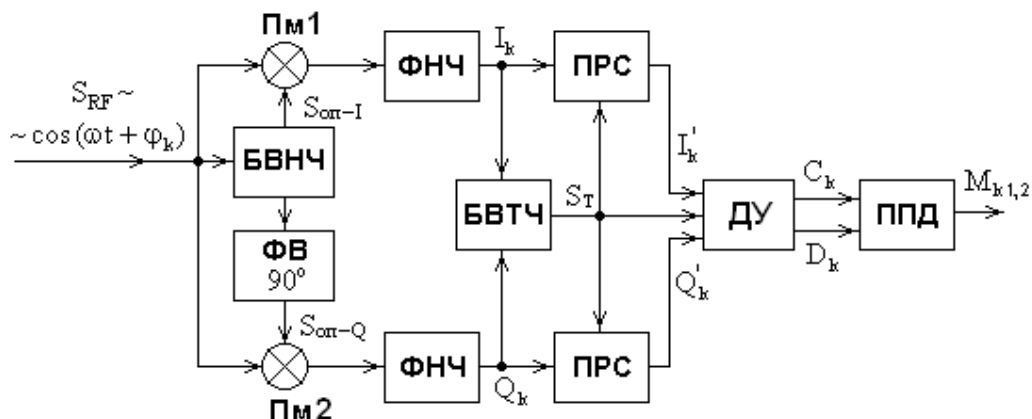 Пм1
S_RF ~
~ cos (ωt + φ_k)
S_оп-I
БВНЧ
ФВ
90°
S_оп-Q
Пм2
ФНЧ
I_k
ПРС
I'_k
БВТЧ
S_T
ДУ
C_k
D_k
ППД
M_k1,2
Q'_k
ФНЧ
Q_k
ПРС